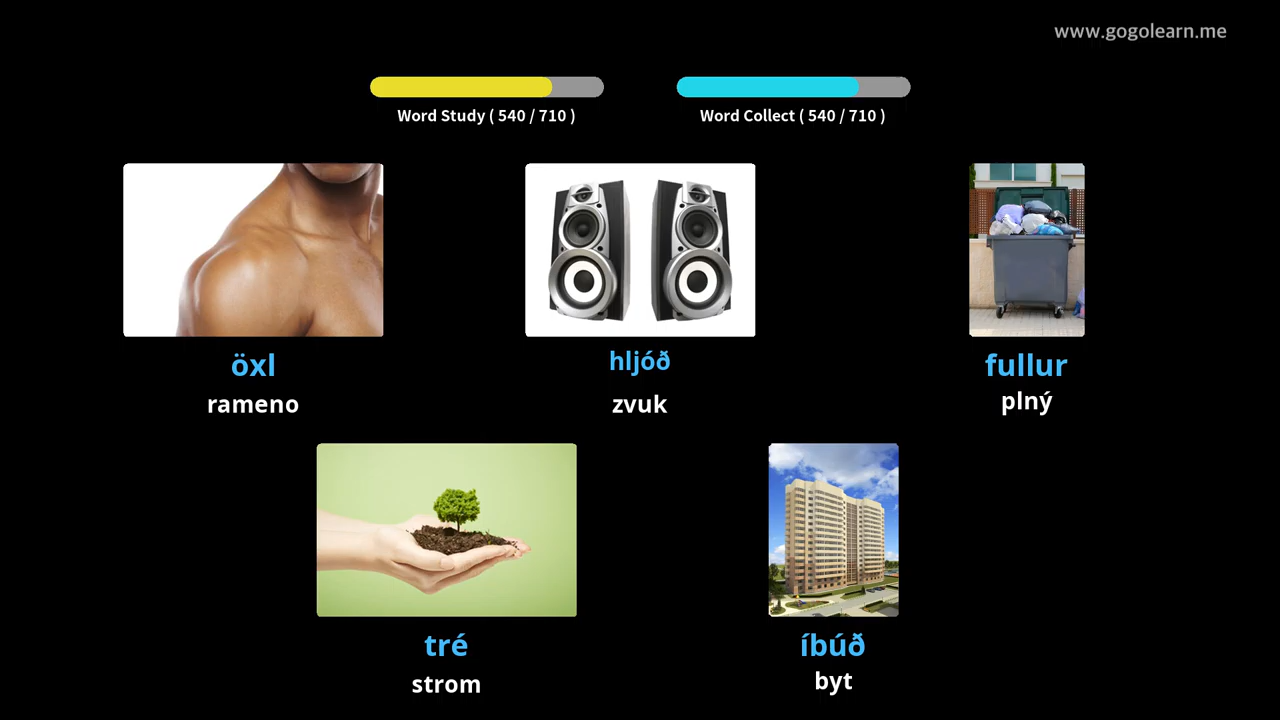 www.gogolearn.me
Word Study ( 540 / 710 )
Word Collect ( 540 / 710 )
öxl
rameno
hljóð
zvuk
fullur
plný
tré
strom
íbúð
byt